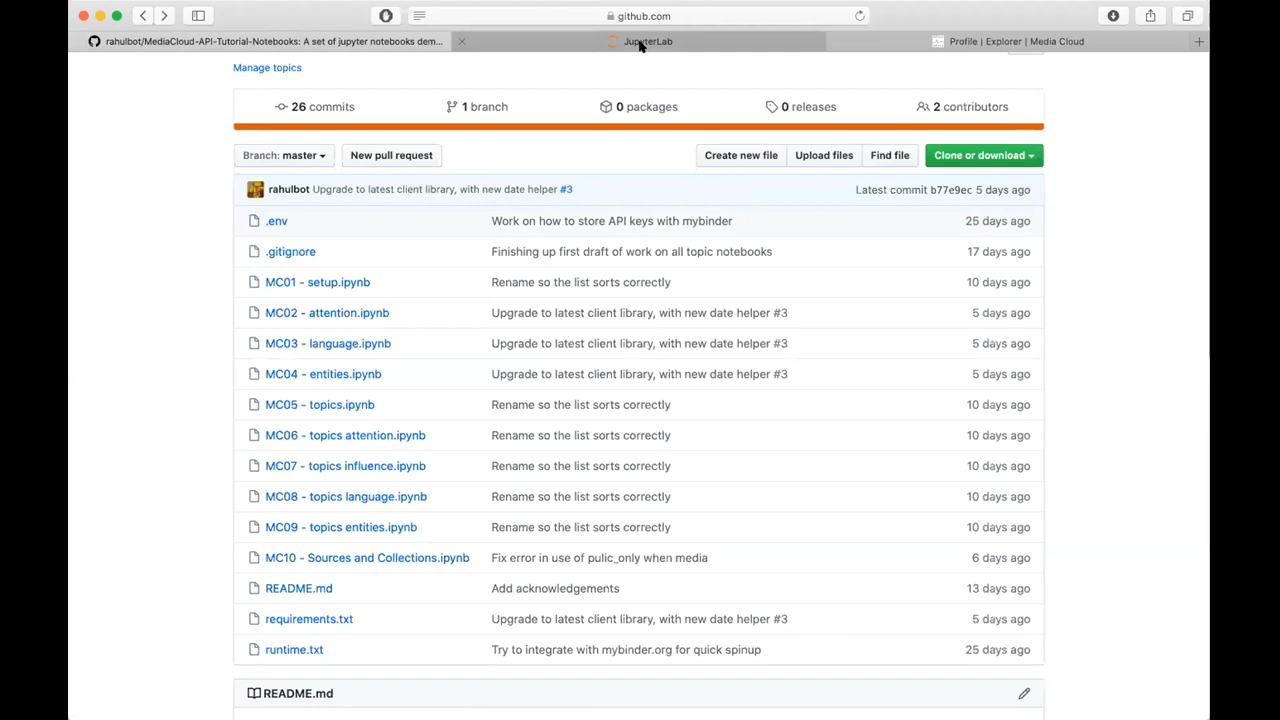 github.com
rahulbot/MediaCloud-API-Tutorial-Notebooks: A set of jupyter notebooks dem...
JupyterLab
Profile | Explorer | Media Cloud
Manage topics
26 commits
1 branch
0 packages
0 releases
2 contributors
Branch: master
New pull request
Create new file
Upload files
Find file
Clone or download
rahulbot Upgrade to latest client library, with new date helper #3
Latest commit b77e9ec 5 days ago
.env Work on how to store API keys with mybinder 25 days ago
.gitignore Finishing up first draft of work on all topic notebooks 17 days ago
MC01 - setup.ipynb Rename so the list sorts correctly 10 days ago
MC02 - attention.ipynb Upgrade to latest client library, with new date helper #3 5 days ago
MC03 - language.ipynb Upgrade to latest client library, with new date helper #3 5 days ago
MC04 - entities.ipynb Upgrade to latest client library, with new date helper #3 5 days ago
MC05 - topics.ipynb Rename so the list sorts correctly 10 days ago
MC06 - topics attention.ipynb Rename so the list sorts correctly 10 days ago
MC07 - topics influence.ipynb Rename so the list sorts correctly 10 days ago
MC08 - topics language.ipynb Rename so the list sorts correctly 10 days ago
MC09 - topics entities.ipynb Rename so the list sorts correctly 10 days ago
MC10 - Sources and Collections.ipynb Fix error in use of pulic_only when media 6 days ago
README.md Add acknowledgements 13 days ago
requirements.txt Upgrade to latest client library, with new date helper #3 5 days ago
runtime.txt Try to integrate with mybinder.org for quick spinup 25 days ago
README.md